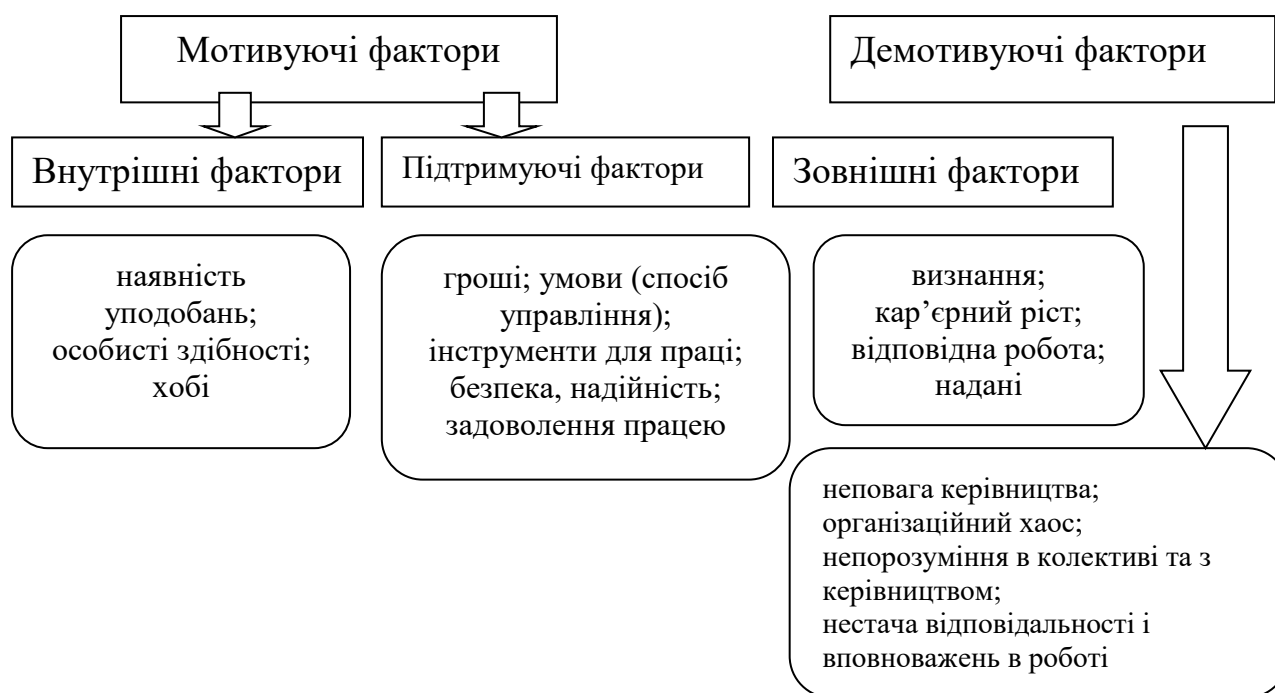 Мотивуючі фактори
Демотивуючі фактори
Внутрішні фактори
Підтримуючі фактори
Зовнішні фактори
наявність
уподобань;
особисті здібності;
хобі
гроші; умови (спосіб
управління);
інструменти для праці;
безпека, надійність;
задоволення працею
визнання;
кар’єрний ріст;
відповідна робота;
надані
неповага керівництва;
організаційний хаос;
непорозуміння в колективі та з
керівництвом;
нестача відповідальності і
вповноважень в роботі